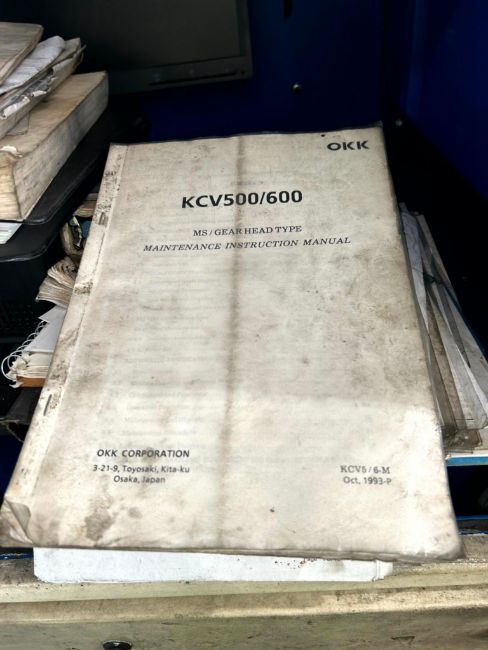 OKK
KCV500/600
MS / GEAR HEAD TYPE
MAINTENANCE INSTRUCTION MANUAL
OKK CORPORATION
3-21-9, Toyosaki, Kita-ku
Osaka, Japan
KCV5 / 6-M
Oct, 1993-P